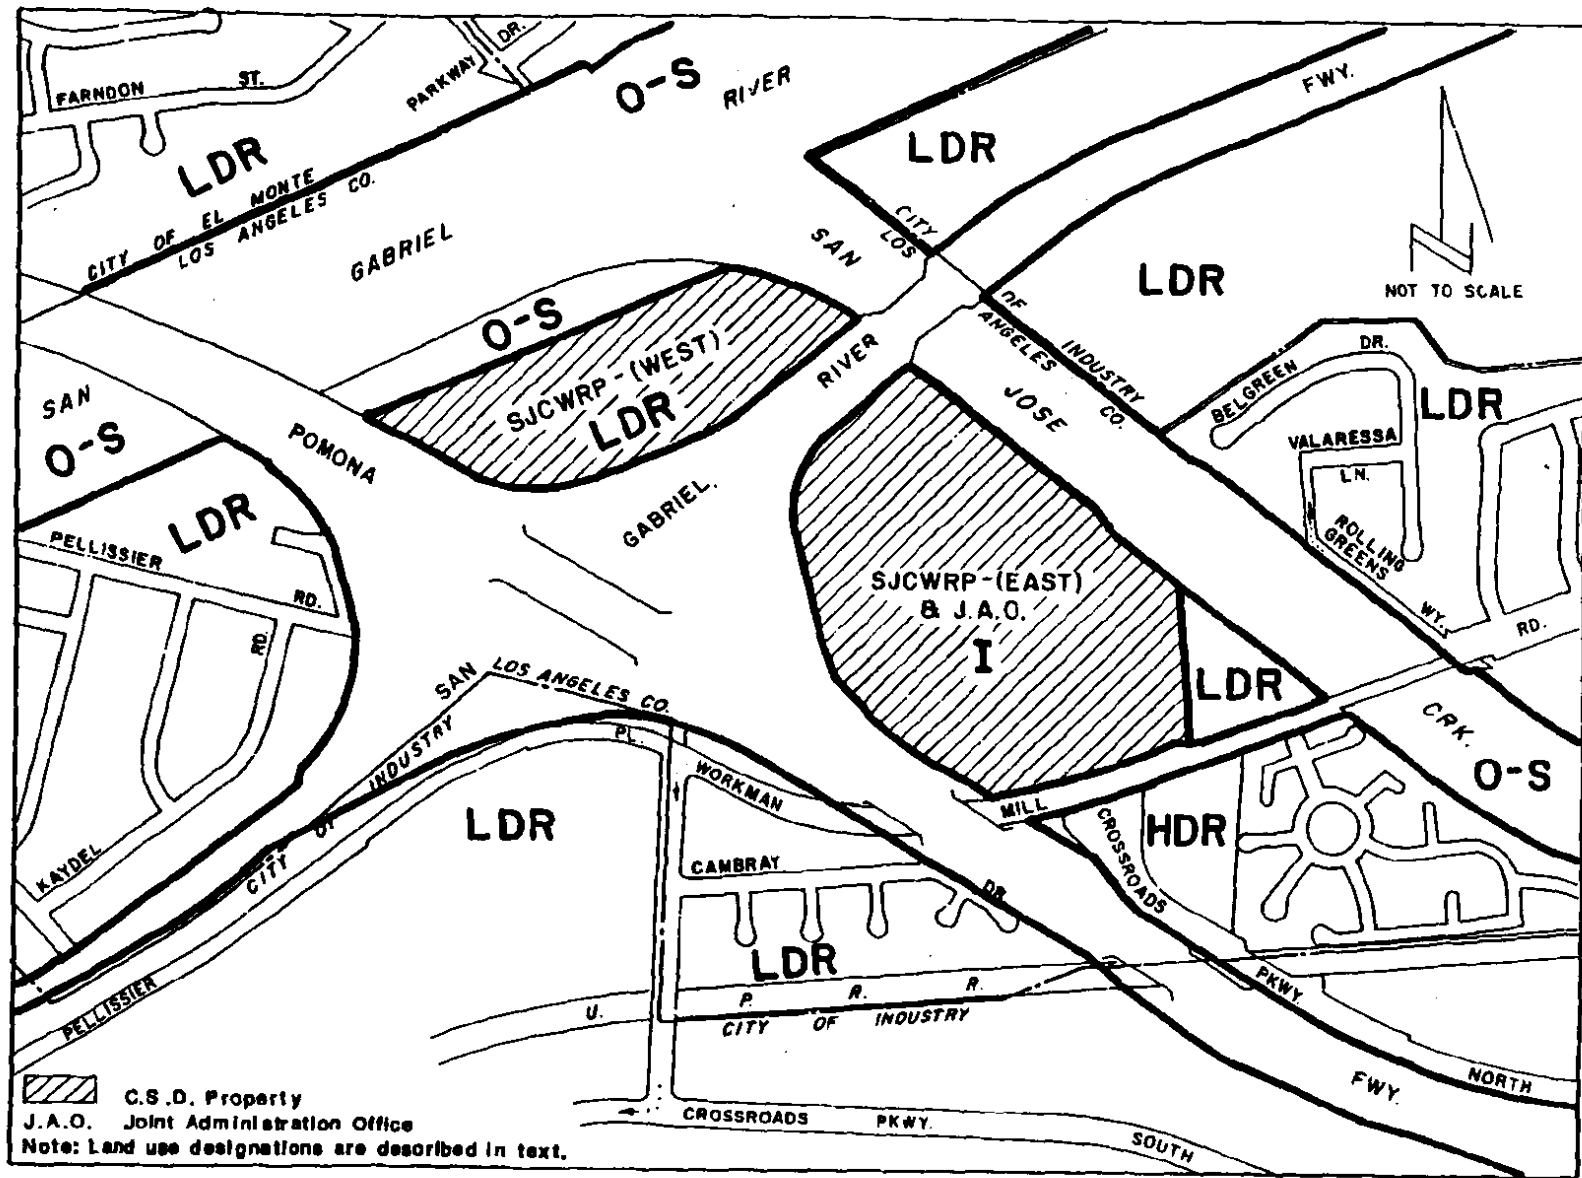 FARNDON ST.
PARKWAY DR.
O-S
RIVER
FWY.
LDR
LDR
CITY OF EL MONTE
LOS ANGELES CO.
GABRIEL
SAN
CITY OF INDUSTRY
LOS ANGELES CO.
LDR
NOT TO SCALE
O-S
SJCWRP-(WEST)
LDR
RIVER
JOSE
BELGREEN DR.
LDR
VALARESSA
LN.
ROLLING
GREENS WY.
SAN
O-S
POMONA
LDR
GABRIEL.
PELLISSIER
RD.
RD.
SJCWRP-(EAST)
& J.A.O.
I
LDR
RD.
SAN
LOS ANGELES CO.
CRK.
O-S
PL.
WORKMAN
MILL
CITY OF INDUSTRY
LDR
CROSSROADS
HDR
KAYDEL
CAMBRAY
DR.
LDR
PKWY.
PELLISSIER
U. P. R. R.
CITY OF INDUSTRY
FWY.
NORTH
C.S.D. Property
J.A.O. Joint Administration Office
Note: Land use designations are described in text.
CROSSROADS PKWY. SOUTH